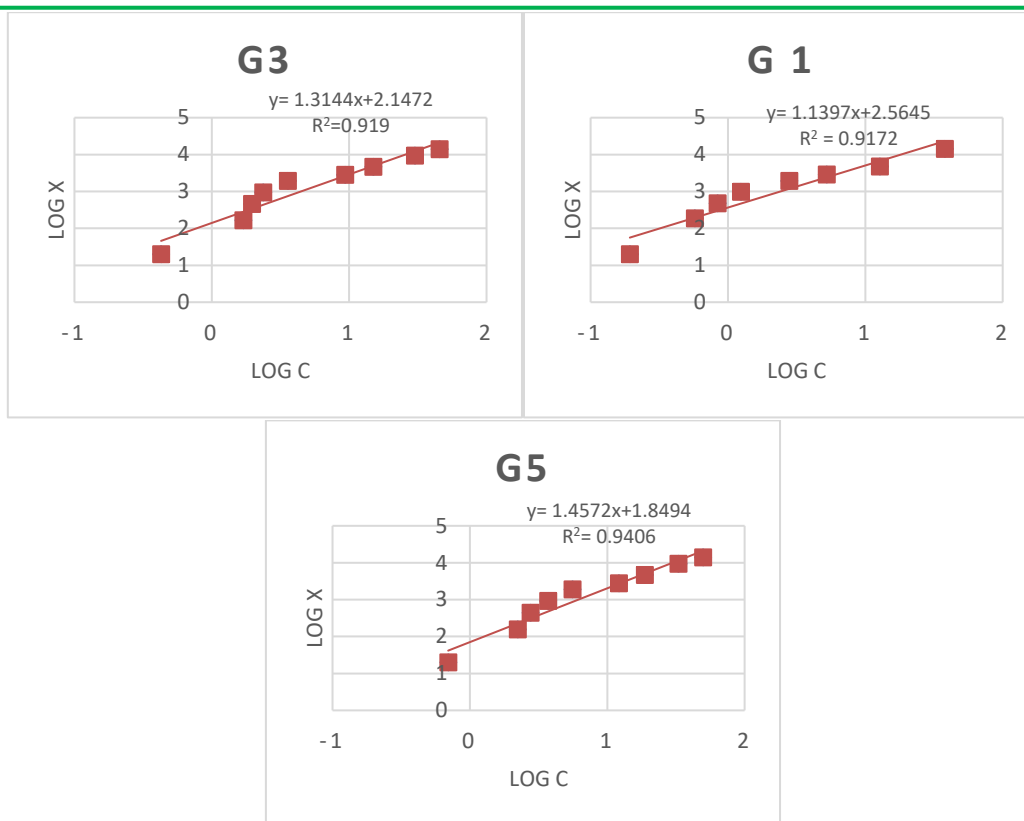 G3
y= 1.3144x+2.1472
R²=0.919
5
4
3
2
1
0
-1 0 1 2
LOG X
LOG C
G 1
y= 1.1397x+2.5645
R² = 0.9172
5
4
3
2
1
0
-1 0 1 2
LOG X
LOG C
G5
y= 1.4572x+1.8494
R²= 0.9406
5
4
3
2
1
0
-1 0 1 2
LOG X
LOG C